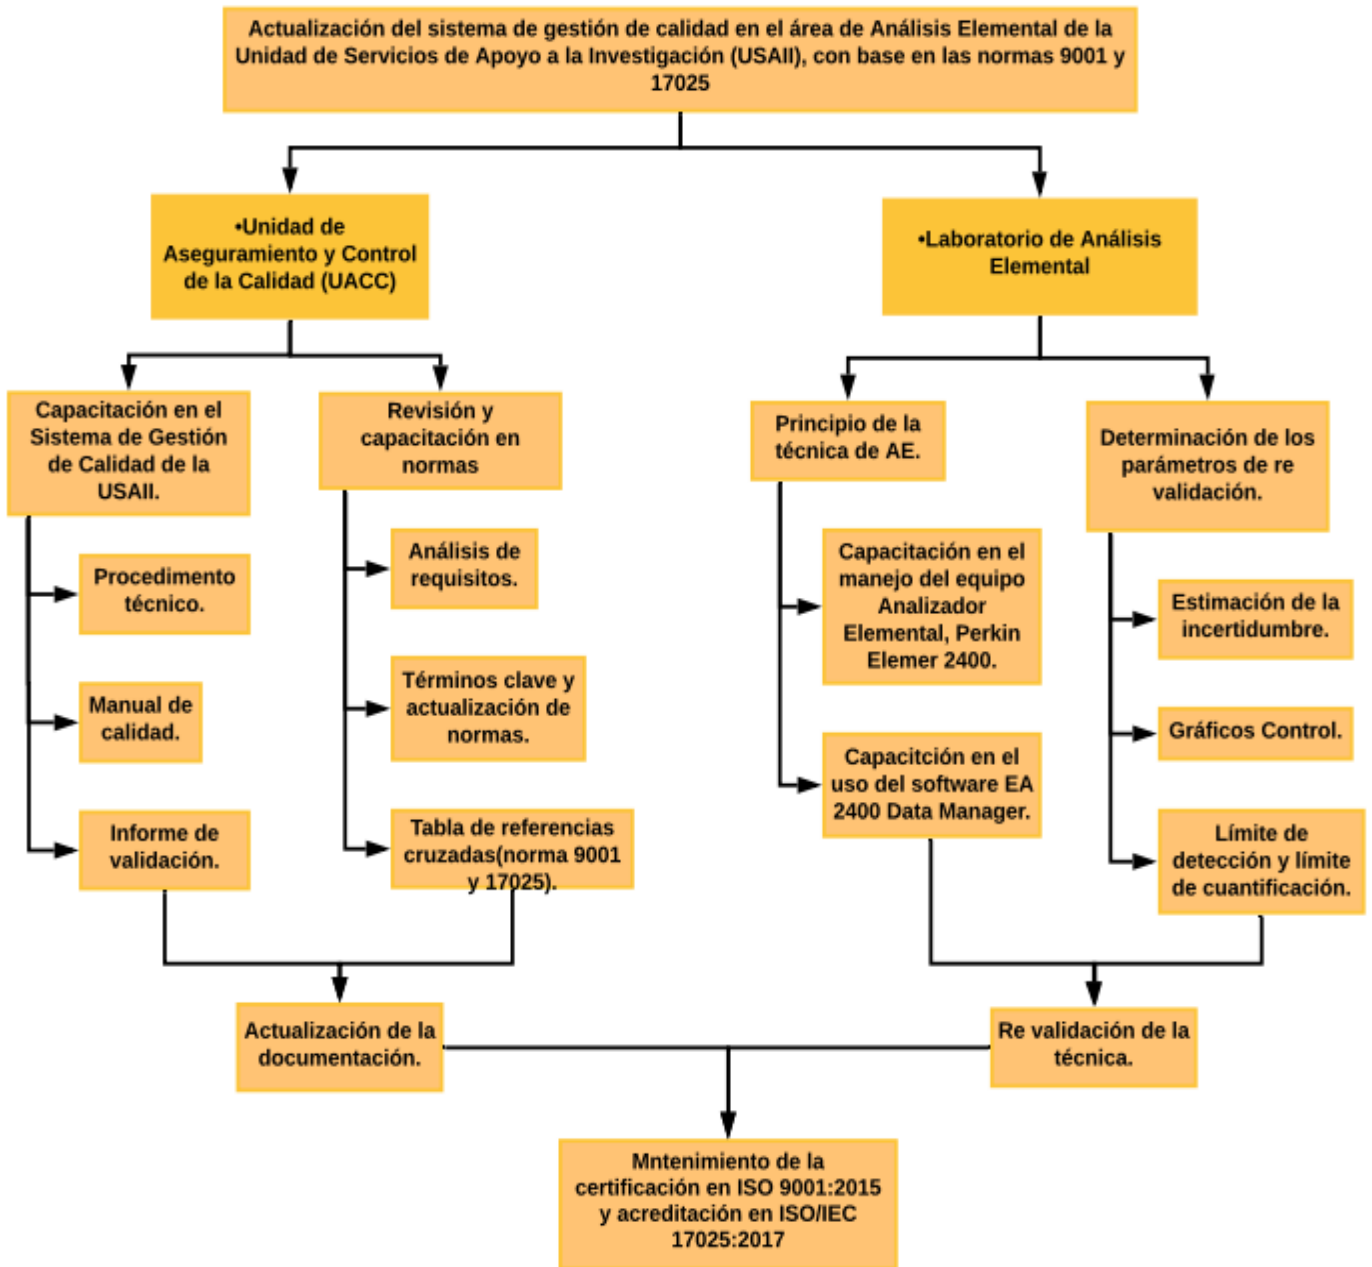 Actualización del sistema de gestión de calidad en el área de Análisis Elemental de la
Unidad de Servicios de Apoyo a la Investigación (USAII), con base en las normas 9001 y
17025
•Unidad de
Aseguramiento y Control
de la Calidad (UACC)
•Laboratorio de Análisis
Elemental
Capacitación en el
Sistema de Gestión
de Calidad de la
USAII.
Revisión y
capacitación en
normas
Principio de la
técnica de AE.
Determinación de los
parámetros de re
validación.
Procedimento
técnico.
Manual de
calidad.
Informe de
validación.
Análisis de
requisitos.
Términos clave y
actualización de
normas.
Tabla de referencias
cruzadas(norma 9001
y 17025).
Capacitación en el
manejo del equipo
Analizador
Elemental, Perkin
Elemer 2400.
Capacitción en el
uso del software EA
2400 Data Manager.
Estimación de la
incertidumbre.
Gráficos Control.
Límite de
detección y límite
de cuantificación.
Actualización de la
documentación.
Re validación de la
técnica.
Mntenimiento de la
certificación en ISO 9001:2015
y acreditación en ISO/IEC
17025:2017